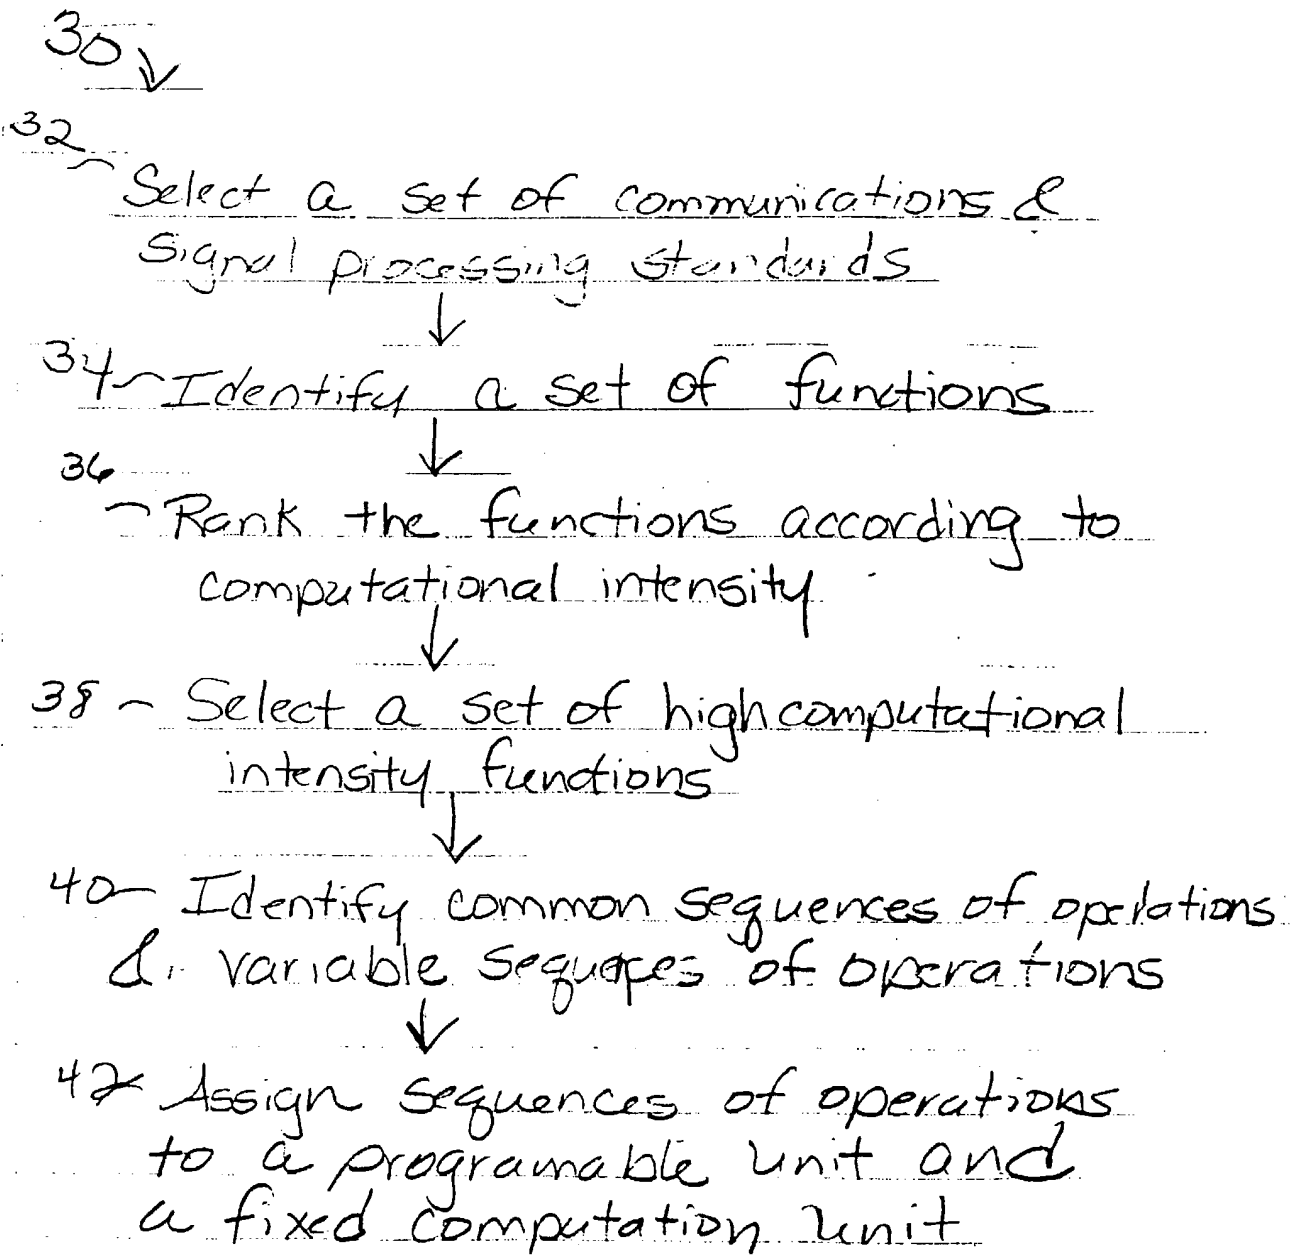 30
32
Select a set of communications &
Signal processing standards
34 Identify a set of functions
36
Rank the functions according to
computational intensity
38 - Select a set of high computational
intensity functions
40 - Identify common sequences of operations
& variable sequences of operations
42 Assign sequences of operations
to a programable unit and
a fixed computation unit